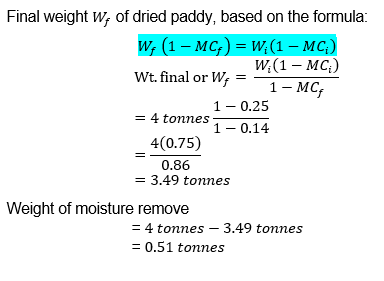 Final weight W_f of dried paddy, based on the formula:
W_f (1 − MC_f) = W_i(1 − MC_i)
Wt. final or W_f = W_i(1 − MC_i) / 1 − MC_f
= 4 tonnes 1 − 0.25 / 1 − 0.14
= 4(0.75) / 0.86
= 3.49 tonnes
Weight of moisture remove
= 4 tonnes − 3.49 tonnes
= 0.51 tonnes